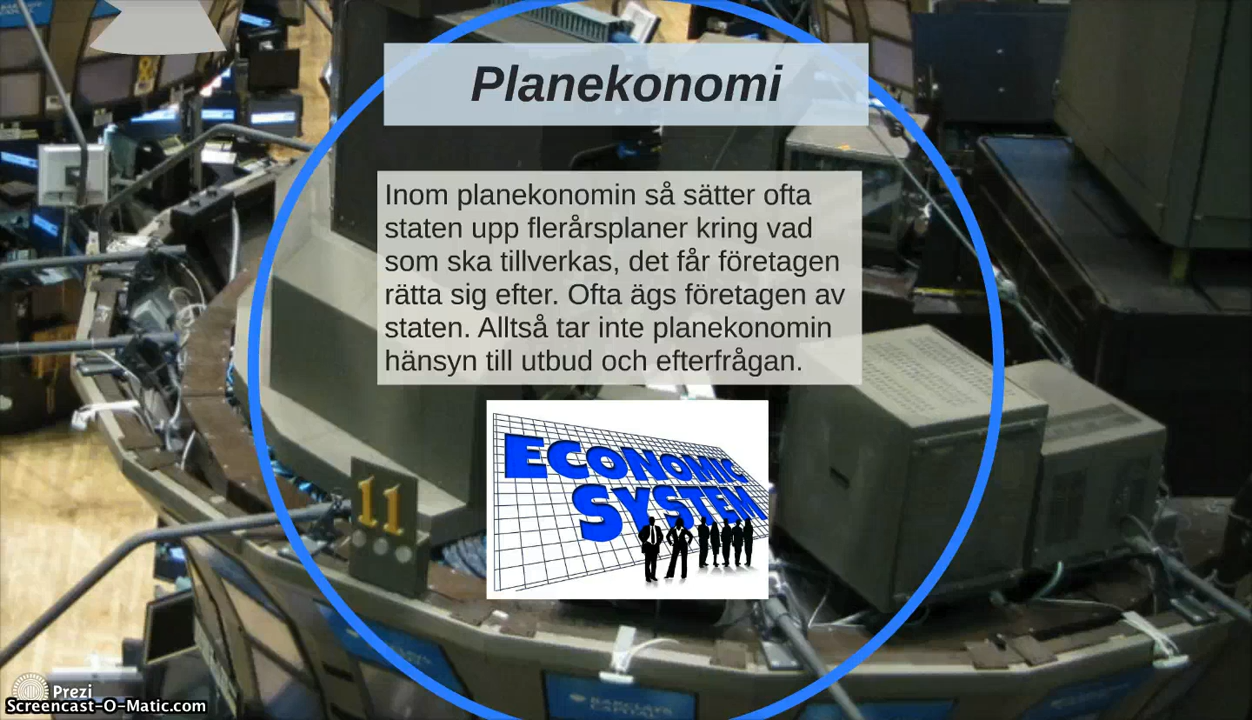 Planekonomi
Inom planekonomin så sätter ofta
staten upp flerårsplaner kring vad
som ska tillverkas, det får företagen
rätta sig efter. Ofta ägs företagen av
staten. Alltså tar inte planekonomin
hänsyn till utbud och efterfrågan.
ECONOMIC
SYSTEM
11
BARCLAYS
CAPITAL
Prezi
Screencast-O-Matic.com